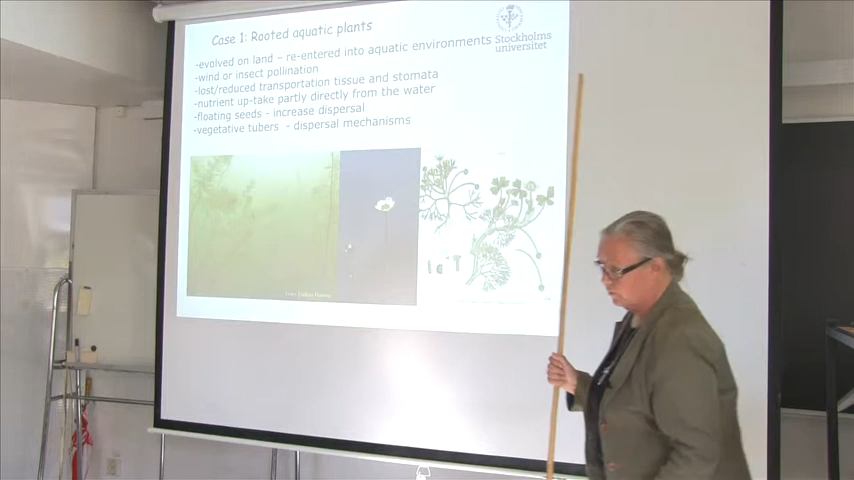 Case 1: Rooted aquatic plants
Stockholms
universitet
-evolved on land – re-entered into aquatic environments
-wind or insect pollination
-lost/reduced transportation tissue and stomata
-nutrient up-take partly directly from the water
-floating seeds - increase dispersal
-vegetative tubers - dispersal mechanisms